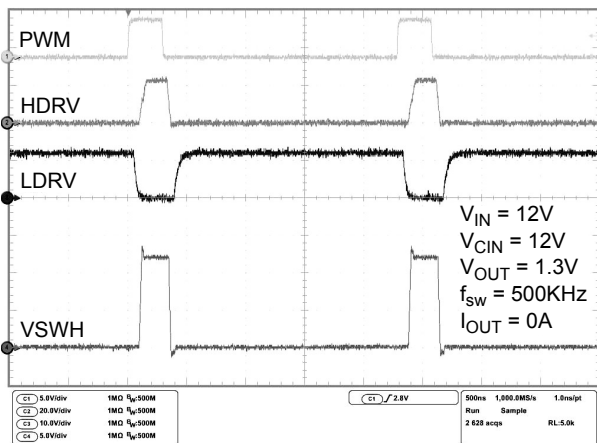 PWM
1
HDRV
2
LDRV
V_IN = 12V
V_CIN = 12V
V_OUT = 1.3V
f_sw = 500KHz
I_OUT = 0A
VSWH
4
C1 5.0V/div 1MΩ B_W:500M
C2 20.0V/div 1MΩ B_W:500M
C3 10.0V/div 1MΩ B_W:500M
C4 5.0V/div 1MΩ B_W:500M
C1 2.8V
500ns 1,000.0MS/s 1.0ns/pt
Run Sample
2 628 acqs RL:5.0k